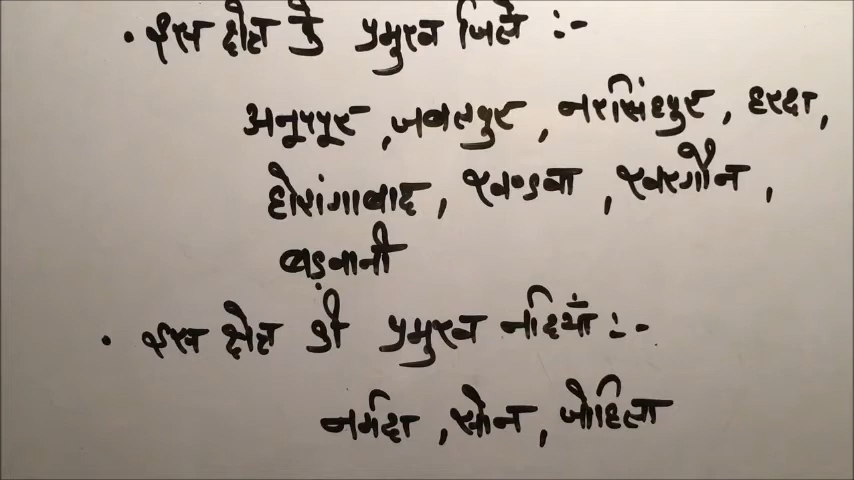 • इस क्षेत्र के प्रमुख जिले :-
अनूपपूर, जबलपुर, नरसिंहपुर, हरदा,
होशंगाबाद, खण्डवा, खरगौन,
बड़वानी
• इस क्षेत्र की प्रमुख नदियाँ :-
नर्मदा, सोन, जोहिला